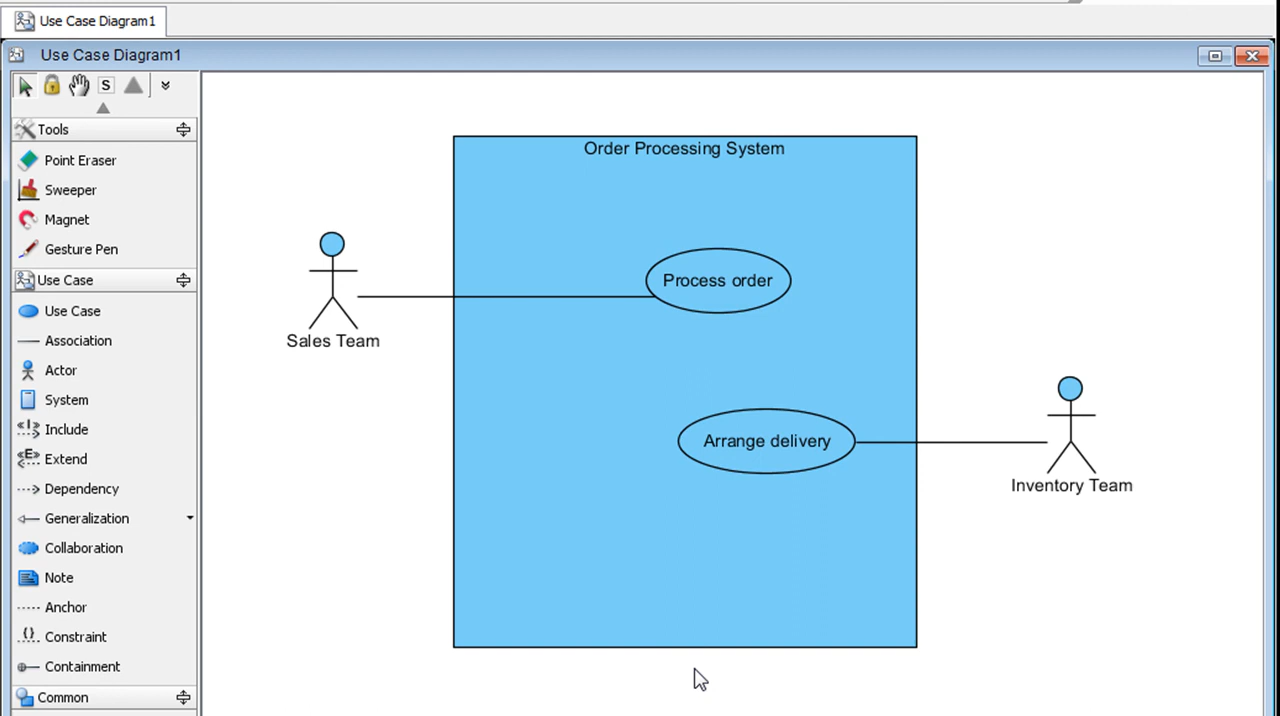 Use Case Diagram1
Use Case Diagram1
S
Tools
Point Eraser
Sweeper
Magnet
Gesture Pen
Use Case
Use Case
Association
Actor
System
<<I>>
Include
<<E>>
Extend
Dependency
Generalization
Collaboration
Note
Anchor
{}
Constraint
Containment
Common
Order Processing System
Process order
Sales Team
Arrange delivery
Inventory Team